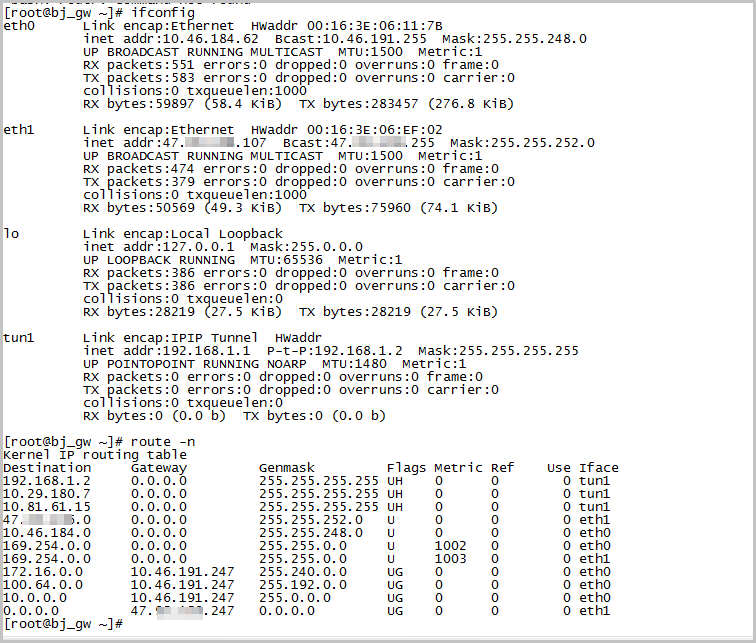 [root@bj_gw ~]# ifconfig
eth0      Link encap:Ethernet  HWaddr 00:16:3E:06:11:7B
          inet addr:10.46.184.62  Bcast:10.46.191.255  Mask:255.255.248.0
          UP BROADCAST RUNNING MULTICAST  MTU:1500  Metric:1
          RX packets:551 errors:0 dropped:0 overruns:0 frame:0
          TX packets:583 errors:0 dropped:0 overruns:0 carrier:0
          collisions:0 txqueuelen:1000
          RX bytes:59897 (58.4 KiB)  TX bytes:283457 (276.8 KiB)
eth1      Link encap:Ethernet  HWaddr 00:16:3E:06:EF:02
          inet addr:47. .107  Bcast:47. .255  Mask:255.255.252.0
          UP BROADCAST RUNNING MULTICAST  MTU:1500  Metric:1
          RX packets:474 errors:0 dropped:0 overruns:0 frame:0
          TX packets:379 errors:0 dropped:0 overruns:0 carrier:0
          collisions:0 txqueuelen:1000
          RX bytes:50569 (49.3 KiB)  TX bytes:75960 (74.1 KiB)
lo        Link encap:Local Loopback
          inet addr:127.0.0.1  Mask:255.0.0.0
          UP LOOPBACK RUNNING  MTU:65536  Metric:1
          RX packets:386 errors:0 dropped:0 overruns:0 frame:0
          TX packets:386 errors:0 dropped:0 overruns:0 carrier:0
          collisions:0 txqueuelen:0
          RX bytes:28219 (27.5 KiB)  TX bytes:28219 (27.5 KiB)
tun1      Link encap:IPIP Tunnel  HWaddr
          inet addr:192.168.1.1  P-t-P:192.168.1.2  Mask:255.255.255.255
          UP POINTOPOINT RUNNING NOARP  MTU:1480  Metric:1
          RX packets:0 errors:0 dropped:0 overruns:0 frame:0
          TX packets:0 errors:0 dropped:0 overruns:0 carrier:0
          collisions:0 txqueuelen:0
          RX bytes:0 (0.0 b)  TX bytes:0 (0.0 b)
[root@bj_gw ~]# route -n
Kernel IP routing table
Destination     Gateway         Genmask         Flags Metric Ref    Use Iface
192.168.1.2     0.0.0.0         255.255.255.255 UH    0      0        0 tun1
10.29.180.7     0.0.0.0         255.255.255.255 UH    0      0        0 tun1
10.81.61.15     0.0.0.0         255.255.255.255 UH    0      0        0 tun1
47. .0     0.0.0.0         255.255.252.0   U     0      0        0 eth1
10.46.184.0     0.0.0.0         255.255.248.0   U     0      0        0 eth0
169.254.0.0     0.0.0.0         255.255.0.0     U     1002   0        0 eth0
169.254.0.0     0.0.0.0         255.255.0.0     U     1003   0        0 eth1
172.16.0.0      10.46.191.247   255.240.0.0     UG    0      0        0 eth0
100.64.0.0      10.46.191.247   255.192.0.0     UG    0      0        0 eth0
10.0.0.0        10.46.191.247   255.0.0.0       UG    0      0        0 eth0
0.0.0.0         47. .247   0.0.0.0         UG    0      0        0 eth1
[root@bj_gw ~]#